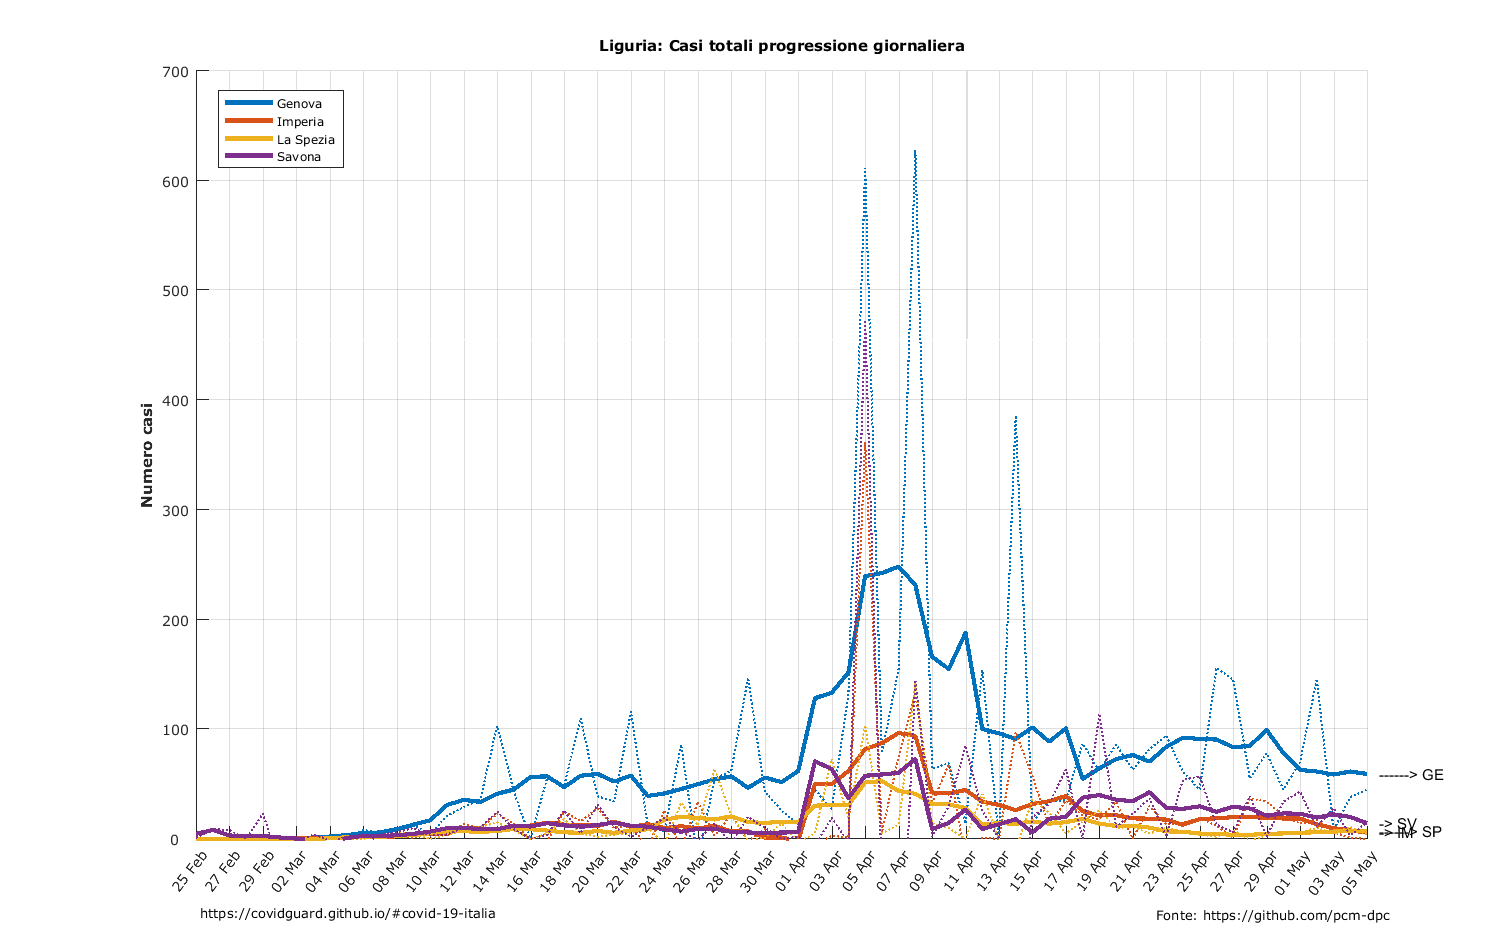 Liguria: Casi totali progressione giornaliera
700
600
500
400
300
200
100
0
Numero casi
Genova
Imperia
La Spezia
Savona
------> GE
-> SV
--> IM
-----> SP
25 Feb
27 Feb
29 Feb
02 Mar
04 Mar
06 Mar
08 Mar
10 Mar
12 Mar
14 Mar
16 Mar
18 Mar
20 Mar
22 Mar
24 Mar
26 Mar
28 Mar
30 Mar
01 Apr
03 Apr
05 Apr
07 Apr
09 Apr
11 Apr
13 Apr
15 Apr
17 Apr
19 Apr
21 Apr
23 Apr
25 Apr
27 Apr
29 Apr
01 May
03 May
05 May
https://covidguard.github.io/#covid-19-italia
Fonte: https://github.com/pcm-dpc